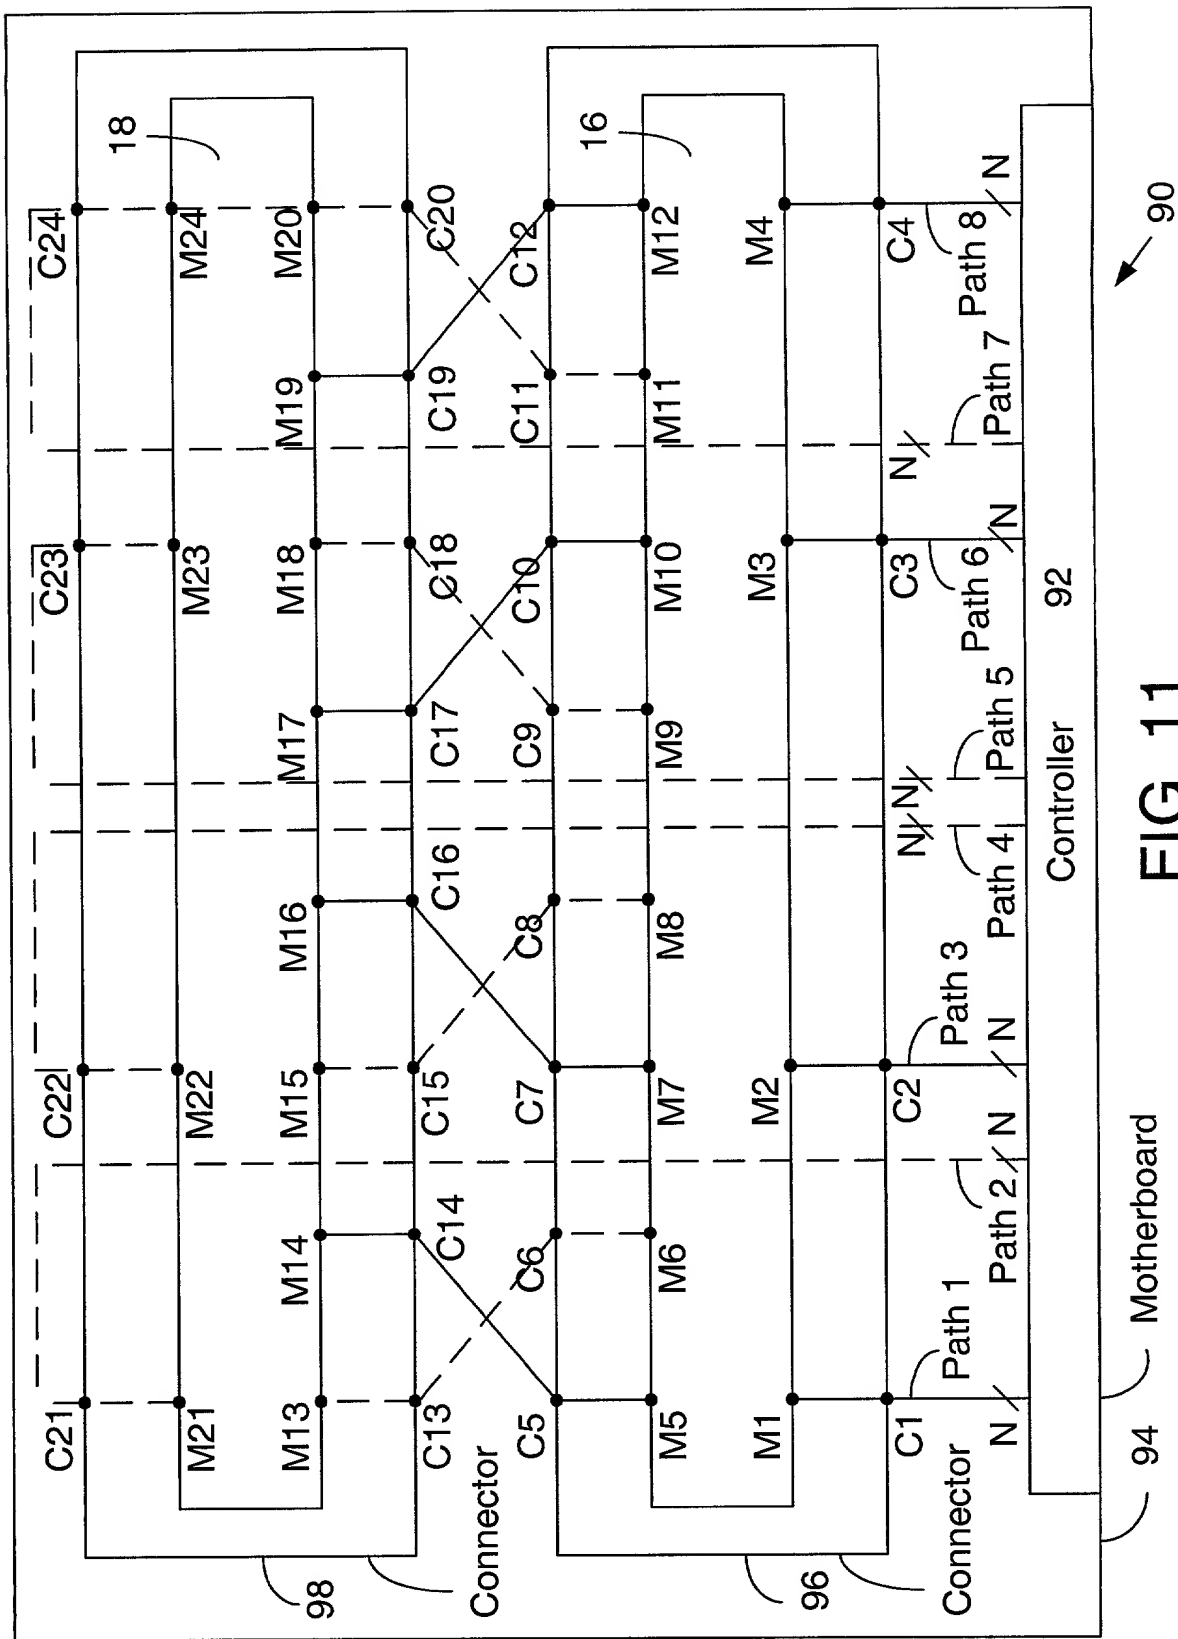 C21 C22 C23 C24
18
M21 M22 M23 M24
M13 M14 M15 M16 M17 M18 M19 M20
C13 C14 C15 C16 C17 C18 C19 C20
98
Connector
C5 C6 C7 C8 C9 C10 C11 C12
16
M5 M6 M7 M8 M9 M10 M11 M12
M1 M2 M3 M4
C1 C2 C3 C4
96
Connector
N N N N N N N N
Path 1 Path 2 Path 3 Path 4 Path 5 Path 6 Path 7 Path 8
Controller 92
94
Motherboard
90
FIG 11